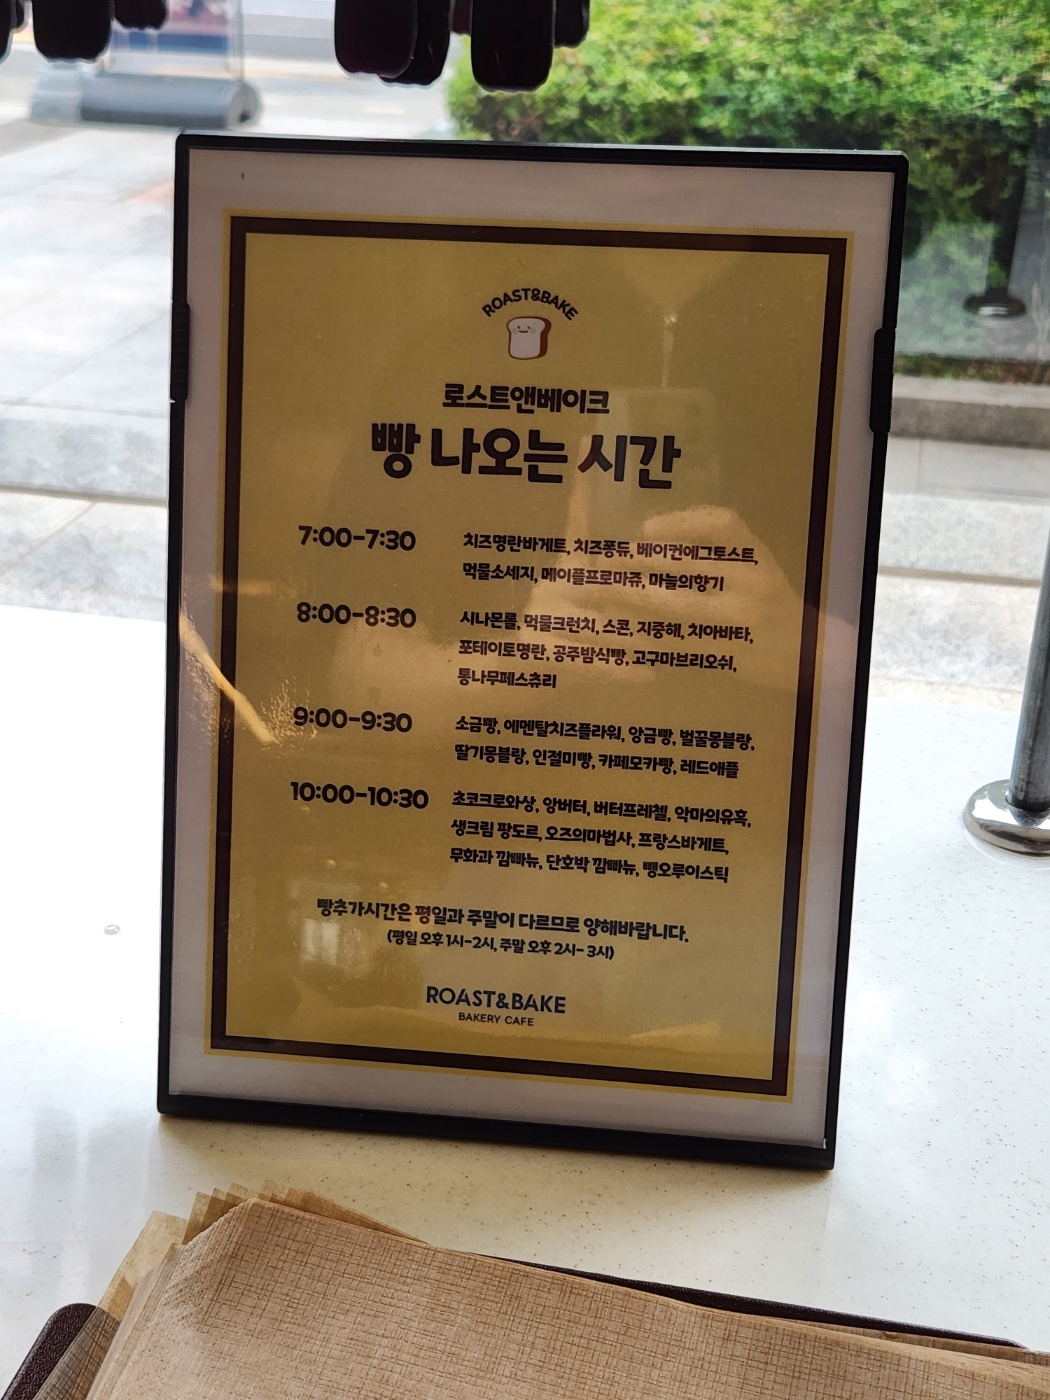 ROAST&BAKE
로스트앤베이크
빵 나오는 시간
7:00-7:30 치즈명란바게트, 치즈퐁듀, 베이컨에그토스트,
먹물소세지, 메이플프로마쥬, 마늘의향기
8:00-8:30 시나몬롤, 먹물크런치, 스콘, 지중해, 치아바타,
포테이토명란, 공주밤식빵, 고구마브리오쉬,
통나무페스츄리
9:00-9:30 소금빵, 에멘탈치즈플라워, 앙금빵, 벌꿀몽블랑,
딸기몽블랑, 인절미빵, 카페모카빵, 레드애플
10:00-10:30 초코크로와상, 앙버터, 버터프레첼, 악마의유혹,
생크림 팡도르, 오즈의마법사, 프랑스바게트,
무화과 깜빠뉴, 단호박 깜빠뉴, 뺑오루이스틱
빵추가시간은 평일과 주말이 다르므로 양해바랍니다.
(평일 오후 1시-2시, 주말 오후 2시-3시)
ROAST&BAKE
BAKERY CAFE